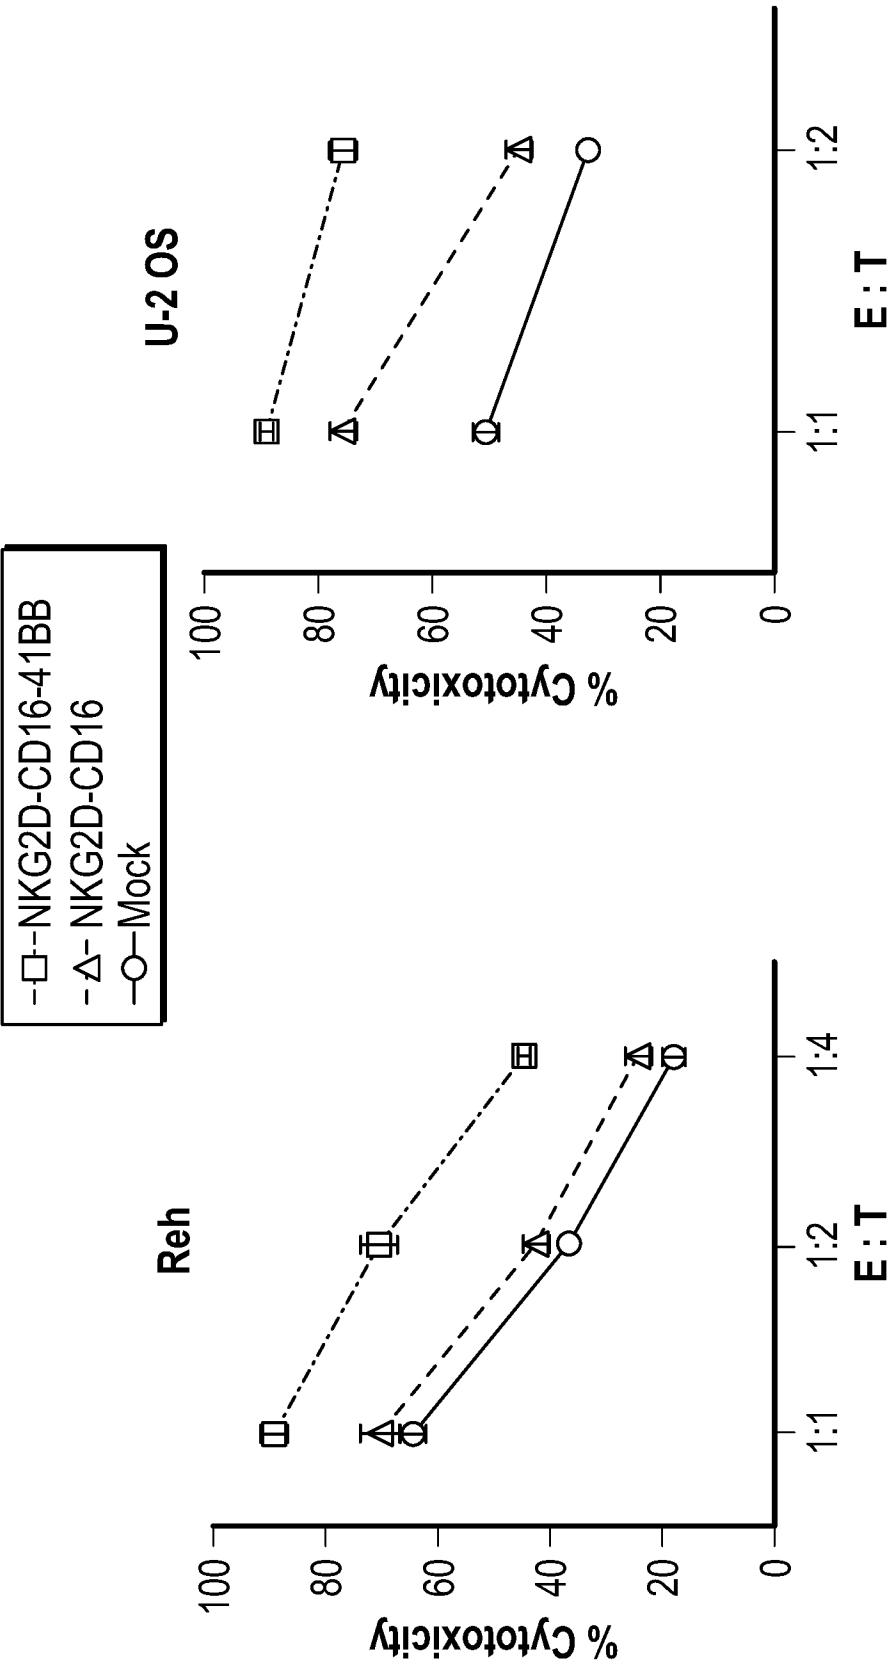 NKG2D-CD16-41BB
NKG2D-CD16
Mock
Reh
% Cytotoxicity
100
80
60
40
20
0
1:1
1:2
1:4
E : T
U-2 OS
% Cytotoxicity
100
80
60
40
20
0
1:1
1:2
E : T